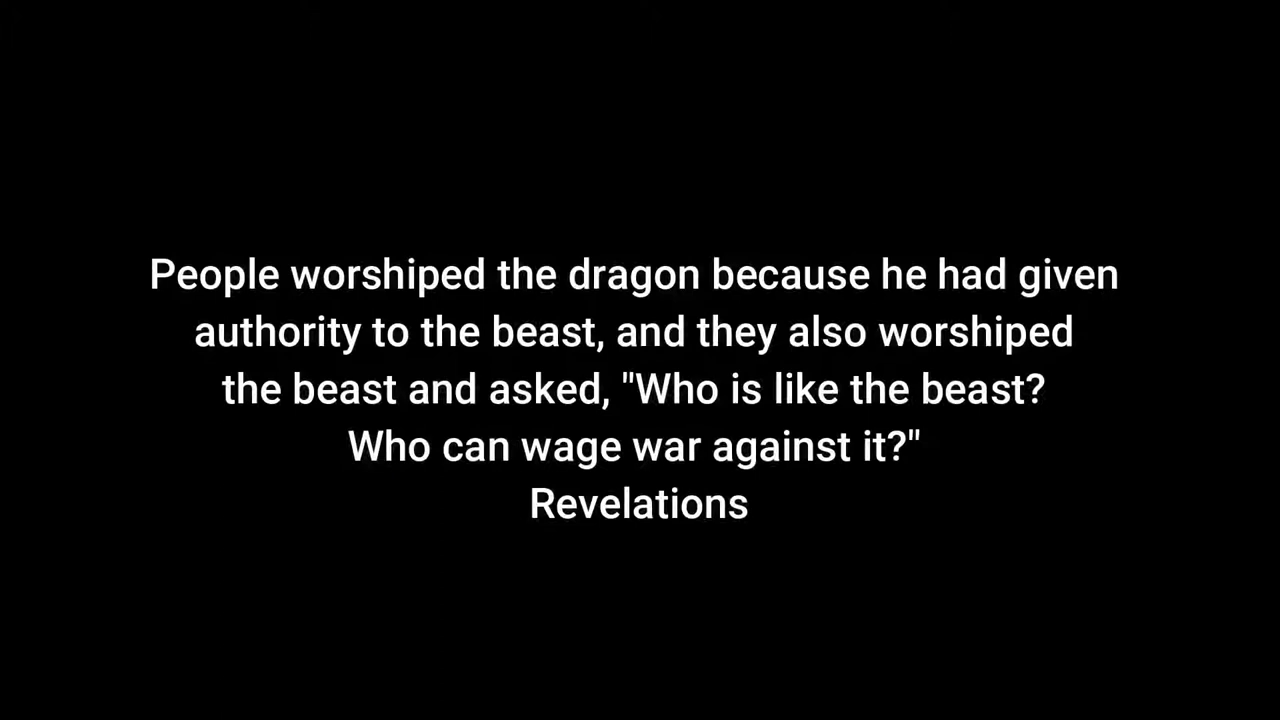 People worshiped the dragon because he had given
authority to the beast, and they also worshiped
the beast and asked, "Who is like the beast?
Who can wage war against it?"
Revelations